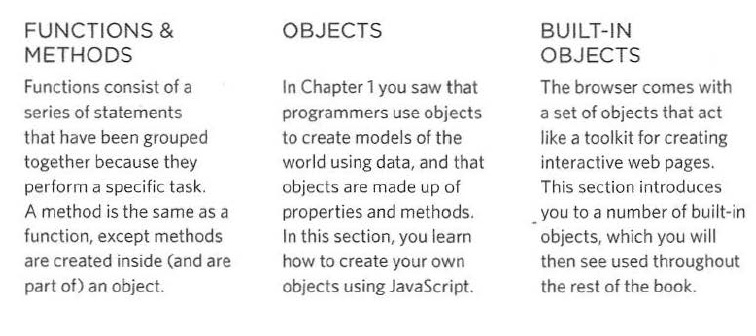 FUNCTIONS &
METHODS
Functions consist of a
series of statements
that have been grouped
together because they
perform a specific task.
A method is the same as a
function, except methods
are created inside (and are
part of) an object.
OBJECTS
In Chapter 1 you saw that
programmers use objects
to create models of the
world using data, and that
objects are made up of
properties and methods.
In this section, you learn
how to create your own
objects using JavaScript.
BUILT-IN
OBJECTS
The browser comes with
a set of objects that act
like a toolkit for creating
interactive web pages.
This section introduces
you to a number of built-in
objects, which you will
then see used throughout
the rest of the book.